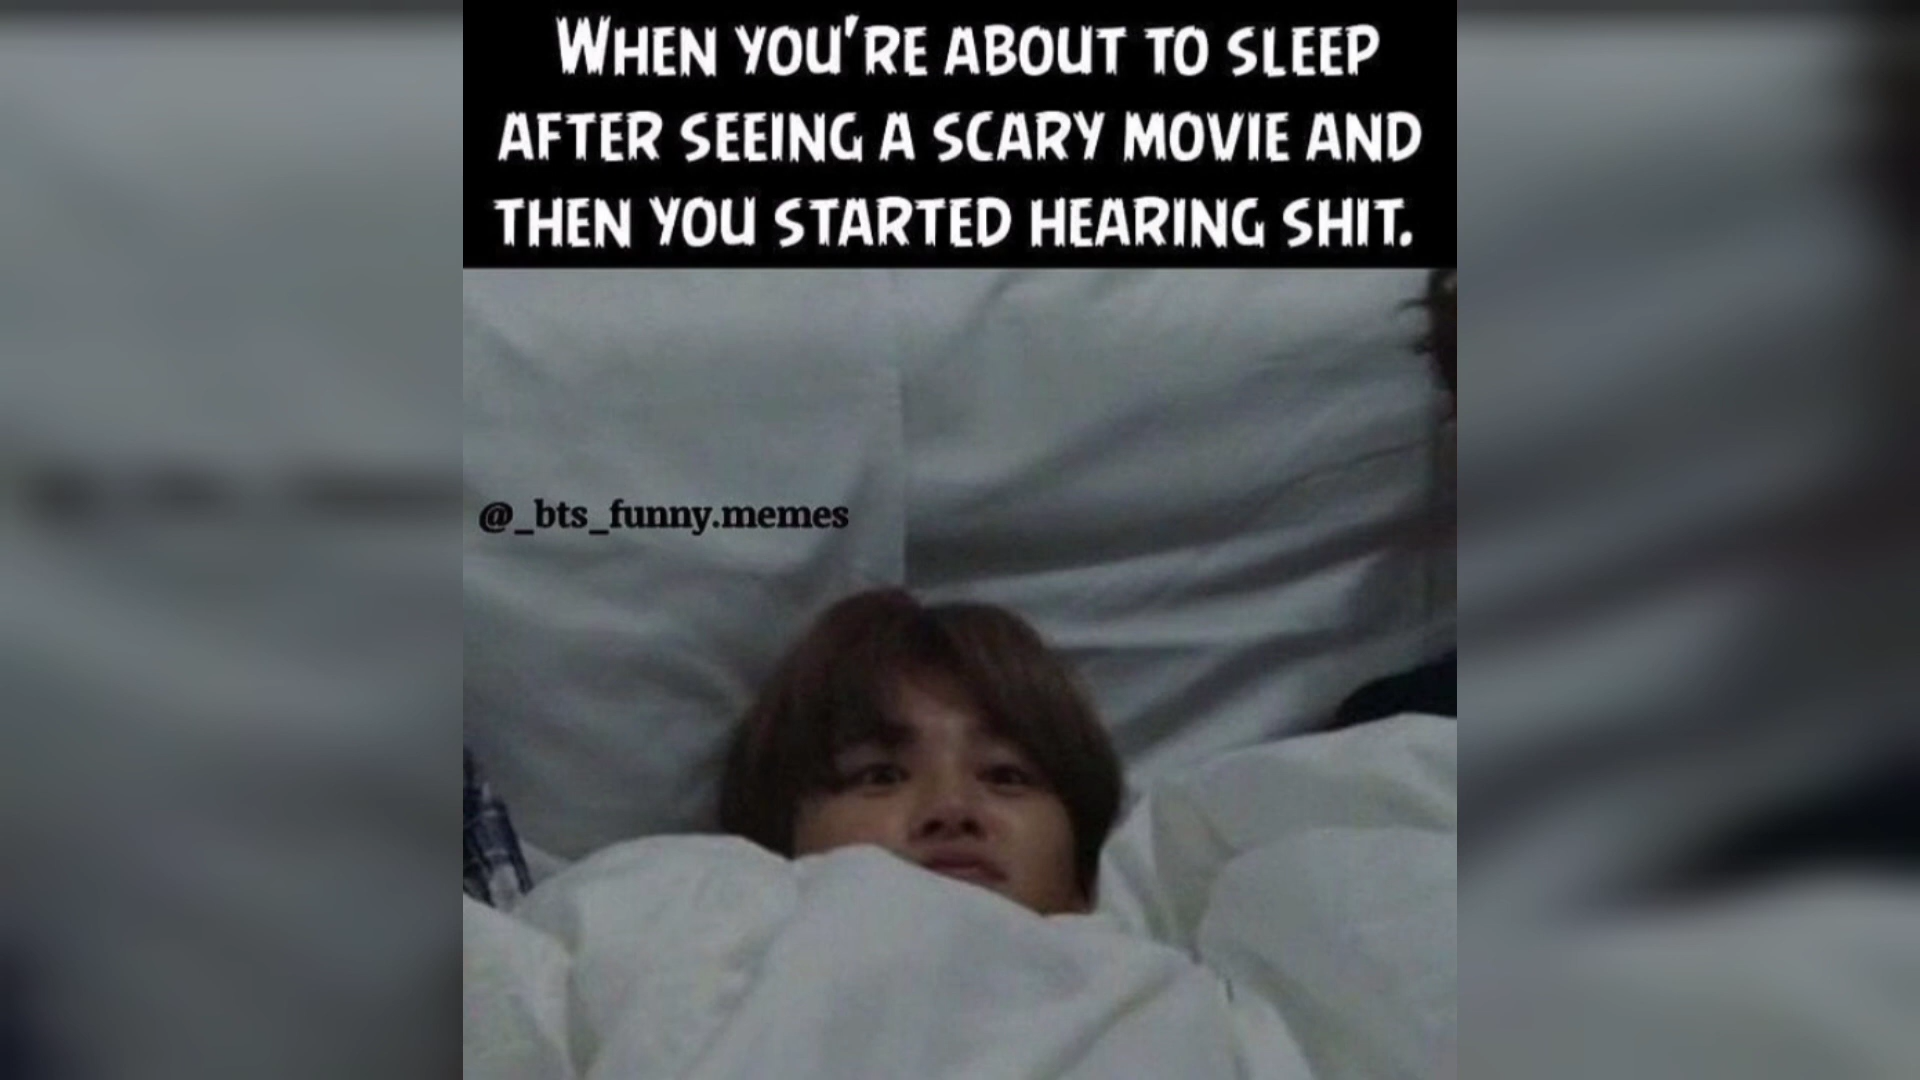 WHEN YOU'RE ABOUT TO SLEEP
AFTER SEEING A SCARY MOVIE AND
THEN YOU STARTED HEARING SHIT.
@_bts_funny.memes